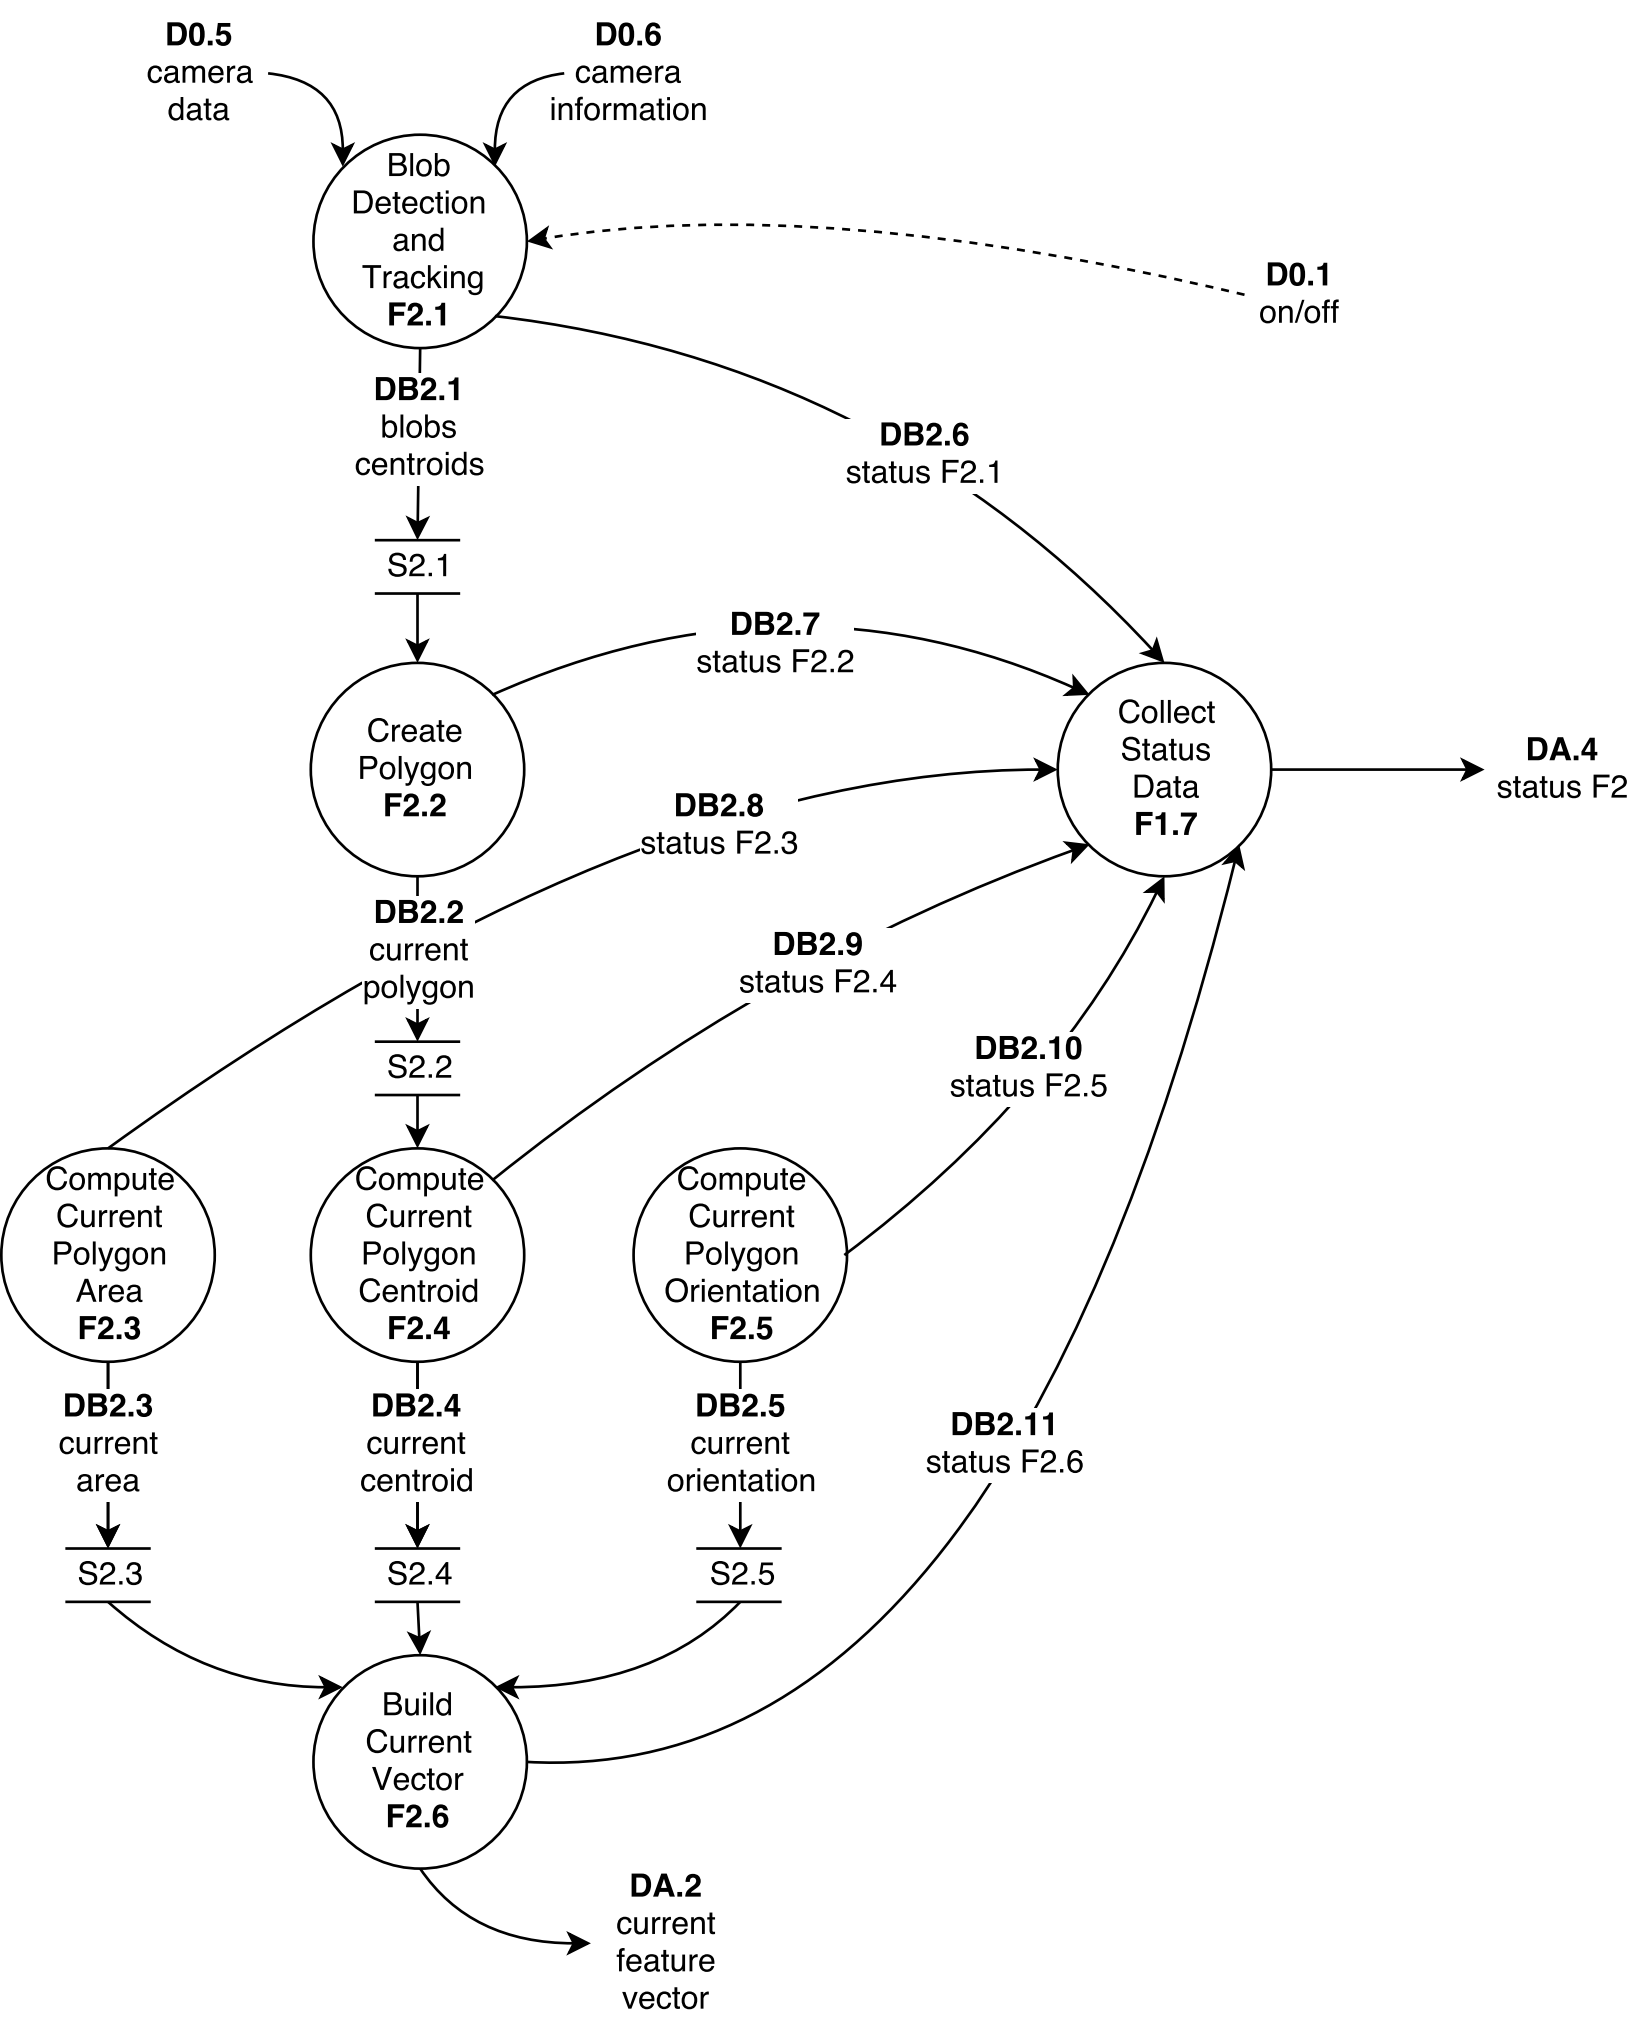 D0.5
camera
data
D0.6
camera
information
Blob
Detection
and
Tracking
F2.1
D0.1
on/off
DB2.1
blobs
centroids
DB2.6
status F2.1
S2.1
DB2.7
status F2.2
Create
Polygon
F2.2
Collect
Status
Data
F1.7
DA.4
status F2
DB2.8
status F2.3
DB2.2
current
polygon
DB2.9
status F2.4
S2.2
DB2.10
status F2.5
Compute
Current
Polygon
Area
F2.3
Compute
Current
Polygon
Centroid
F2.4
Compute
Current
Polygon
Orientation
F2.5
DB2.3
current
area
DB2.4
current
centroid
DB2.5
current
orientation
DB2.11
status F2.6
S2.3
S2.4
S2.5
Build
Current
Vector
F2.6
DA.2
current
feature
vector